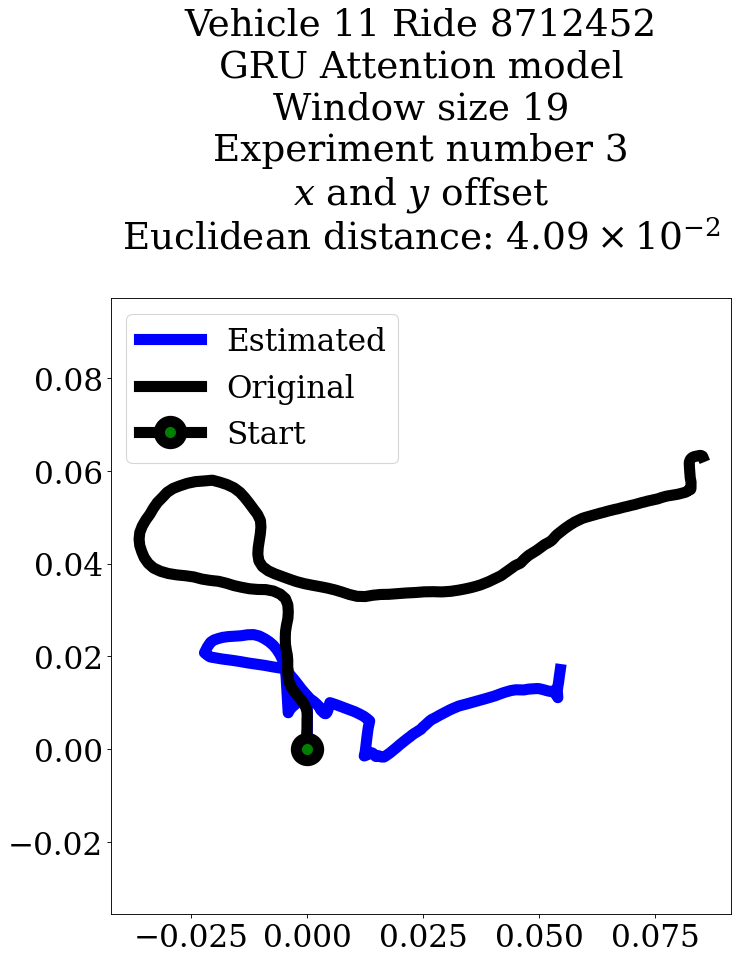 Vehicle 11 Ride 8712452
GRU Attention model
Window size 19
Experiment number 3
x and y offset
Euclidean distance: 4.09 × 10⁻²
Estimated
Original
Start
0.08
0.06
0.04
0.02
0.00
−0.02
−0.025 0.000 0.025 0.050 0.075